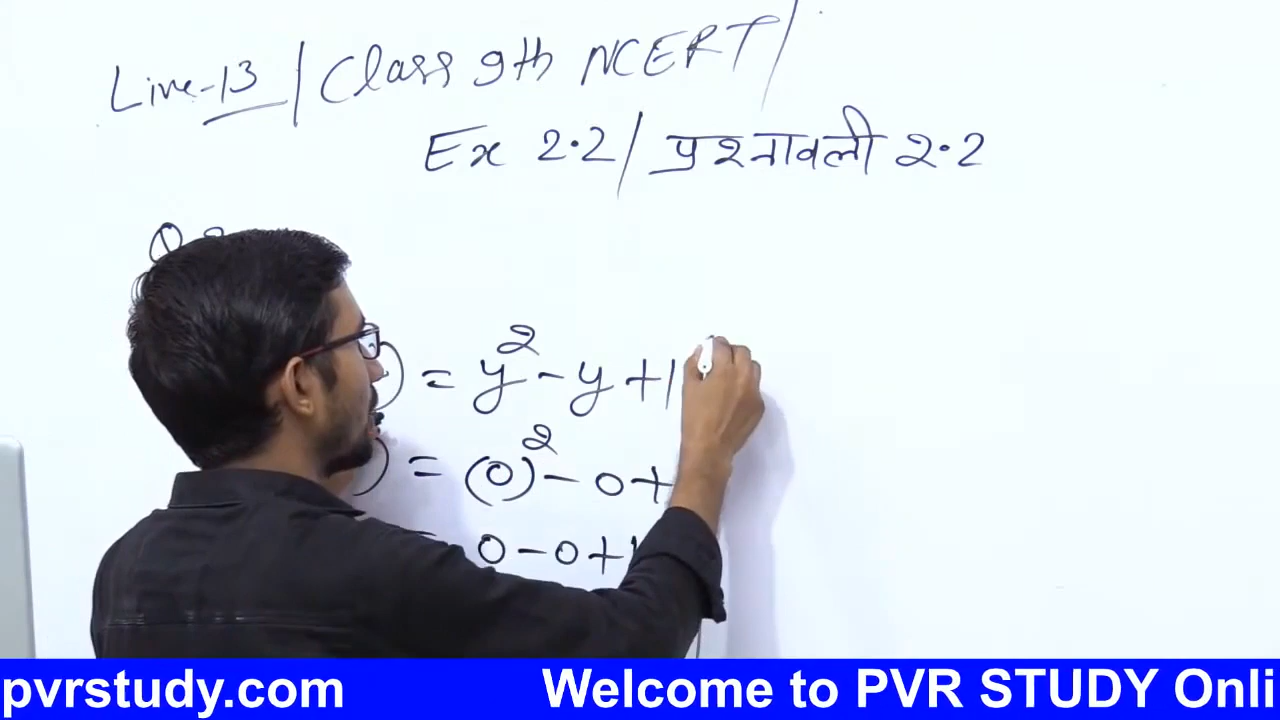 Live-13 / Class 9th NCERT /
Ex 2.2 / प्रश्नावली 2.2
) = y² - y + 1
) = (0)² - 0 +
= 0 - 0 + 1
pvrstudy.com Welcome to PVR STUDY Onli